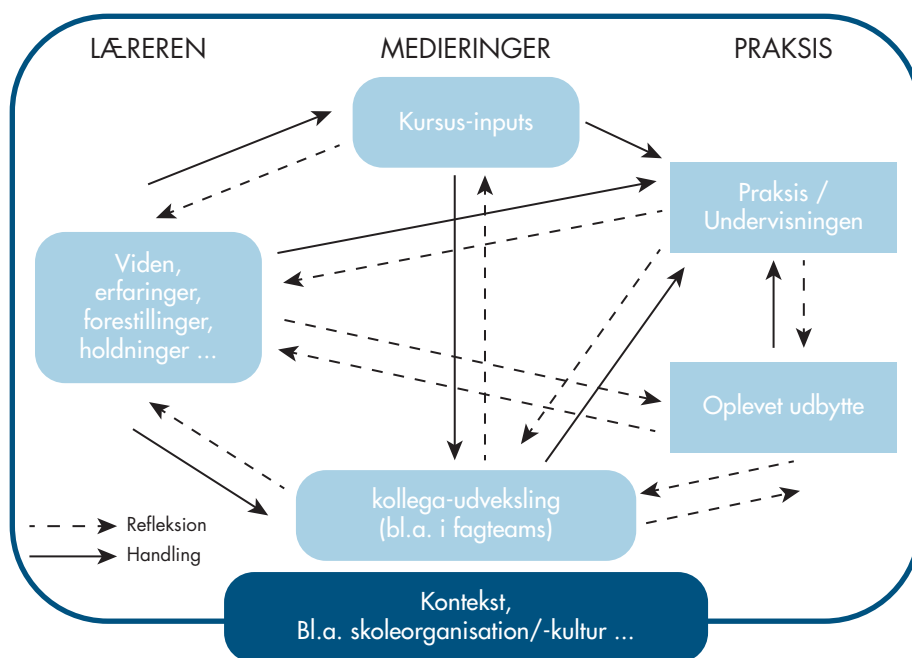 LÆREREN
MEDIERINGER
PRAKSIS
Kursus-inputs
Praksis /
Undervisningen
Viden,
erfaringer,
forestillinger,
holdninger ...
Oplevet udbytte
kollega-udveksling
(bl.a. i fagteams)
Refleksion
Handling
Kontekst,
Bl.a. skoleorganisation/-kultur ...